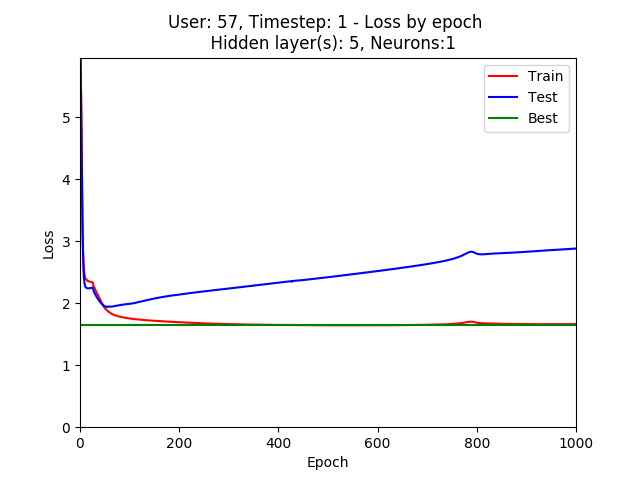 User: 57, Timestep: 1 - Loss by epoch
Hidden layer(s): 5, Neurons:1
Train
Test
Best
5
4
3
2
1
0
Loss
0 200 400 600 800 1000
Epoch